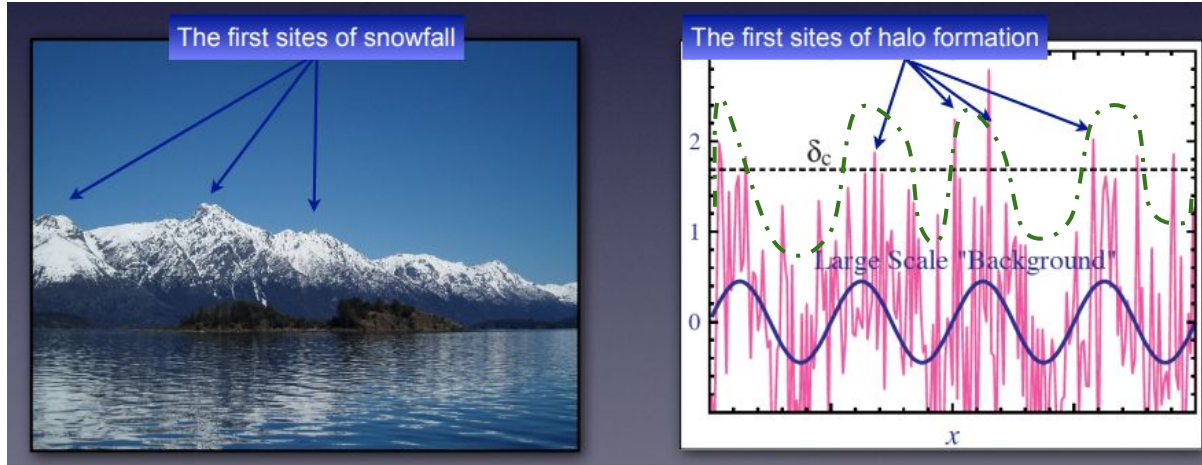 The first sites of snowfall
The first sites of halo formation
2
δc
1
Large Scale "Background"
0
x